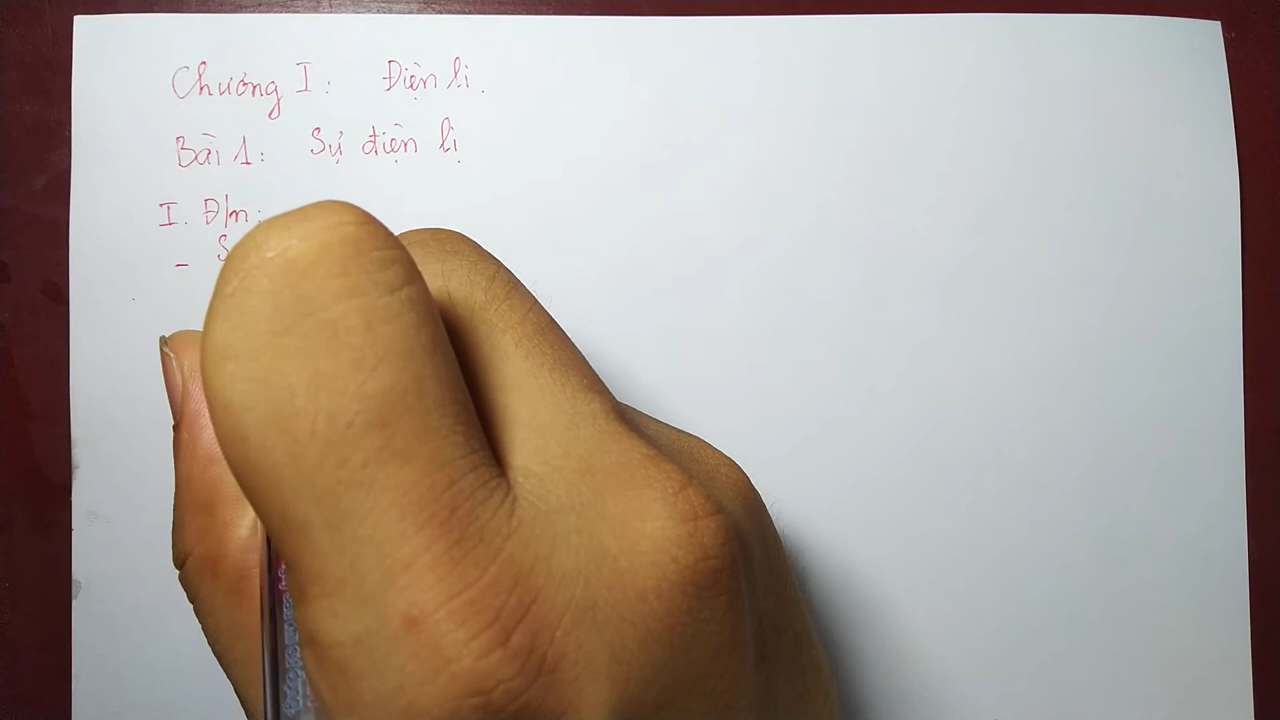 Chương I: Điện li.
Bài 1: Sự điện li
I. Đ/n:
- S